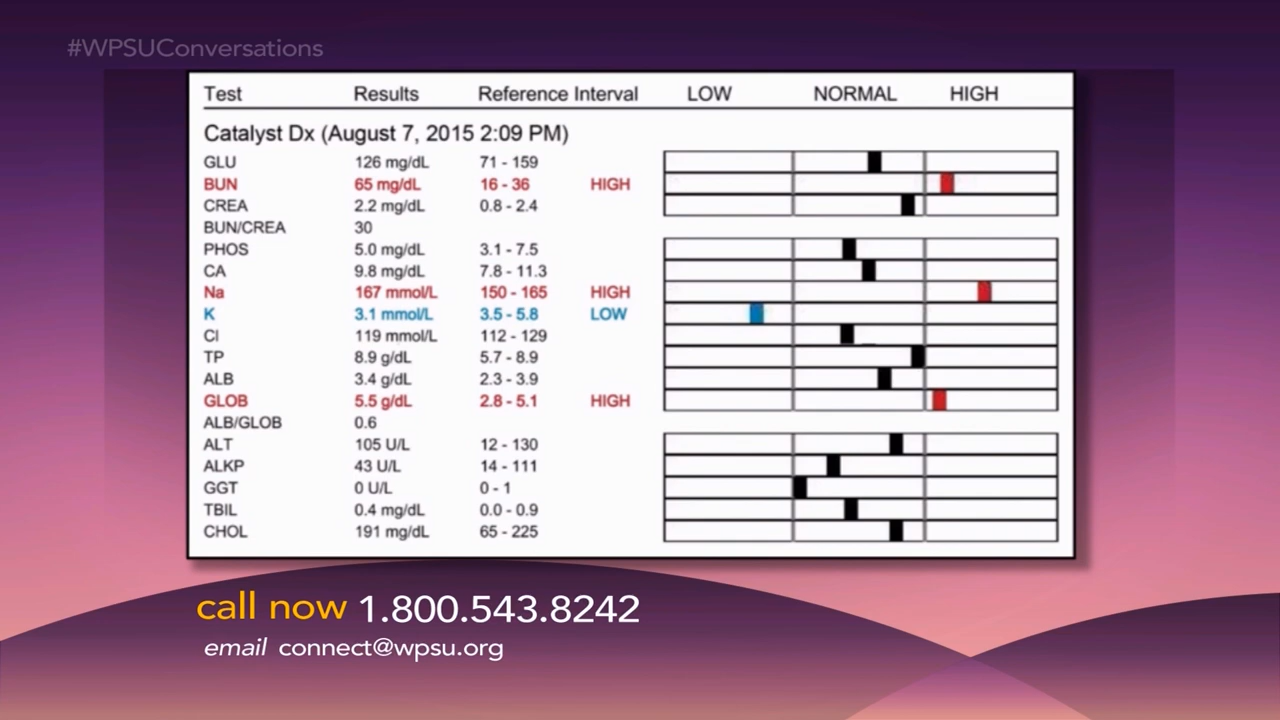 #WPSUConversations
Test Results Reference Interval LOW NORMAL HIGH
Catalyst Dx (August 7, 2015 2:09 PM)
GLU 126 mg/dL 71 - 159
BUN 65 mg/dL 16 - 36 HIGH
CREA 2.2 mg/dL 0.8 - 2.4
BUN/CREA 30
PHOS 5.0 mg/dL 3.1 - 7.5
CA 9.8 mg/dL 7.8 - 11.3
Na 167 mmol/L 150 - 165 HIGH
K 3.1 mmol/L 3.5 - 5.8 LOW
Cl 119 mmol/L 112 - 129
TP 8.9 g/dL 5.7 - 8.9
ALB 3.4 g/dL 2.3 - 3.9
GLOB 5.5 g/dL 2.8 - 5.1 HIGH
ALB/GLOB 0.6
ALT 105 U/L 12 - 130
ALKP 43 U/L 14 - 111
GGT 0 U/L 0 - 1
TBIL 0.4 mg/dL 0.0 - 0.9
CHOL 191 mg/dL 65 - 225
call now 1.800.543.8242
email connect@wpsu.org